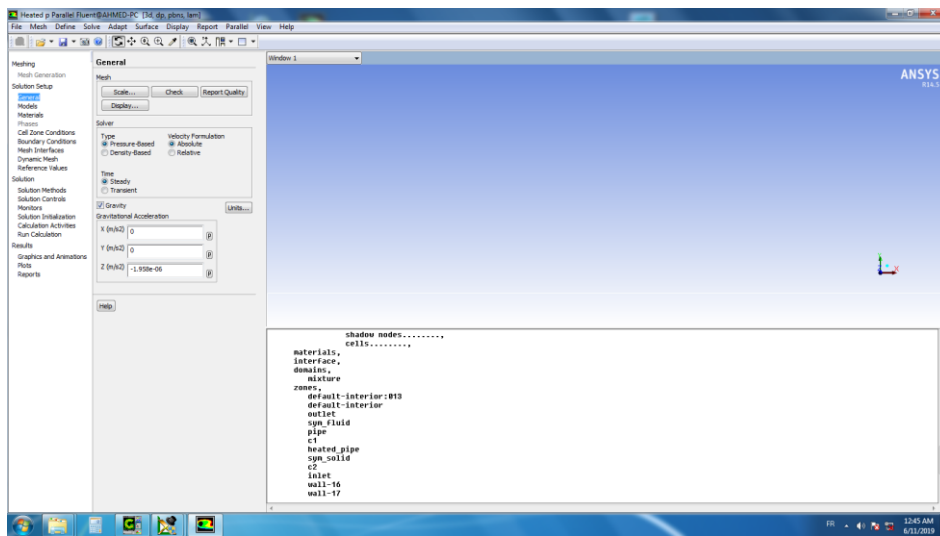 Heated p Parallel Fluent@AHMED-PC [3d, dp, pbns, lam]
File Mesh Define Solve Adapt Surface Display Report Parallel View Help
Meshing
Mesh Generation
Solution Setup
General
Models
Materials
Phases
Cell Zone Conditions
Boundary Conditions
Mesh Interfaces
Dynamic Mesh
Reference Values
Solution
Solution Methods
Solution Controls
Monitors
Solution Initialization
Calculation Activities
Run Calculation
Results
Graphics and Animations
Plots
Reports
General
Mesh
Scale... Check Report Quality
Display...
Solver
Type Velocity Formulation
Pressure-Based Absolute
Density-Based Relative
Time
Steady
Transient
Gravity Units...
Gravitational Acceleration
X (m/s2) 0 P
Y (m/s2) 0 P
Z (m/s2) -1.958e-06 P
Help
Window 1
ANSYS
R14.5
X
shadow nodes........,
cells........,
materials,
interface,
domains,
mixture
zones,
default-interior:013
default-interior
outlet
sym_fluid
pipe
c1
heated_pipe
sym_solid
c2
inlet
wall-16
wall-17
FR 12:45 AM
6/11/2019